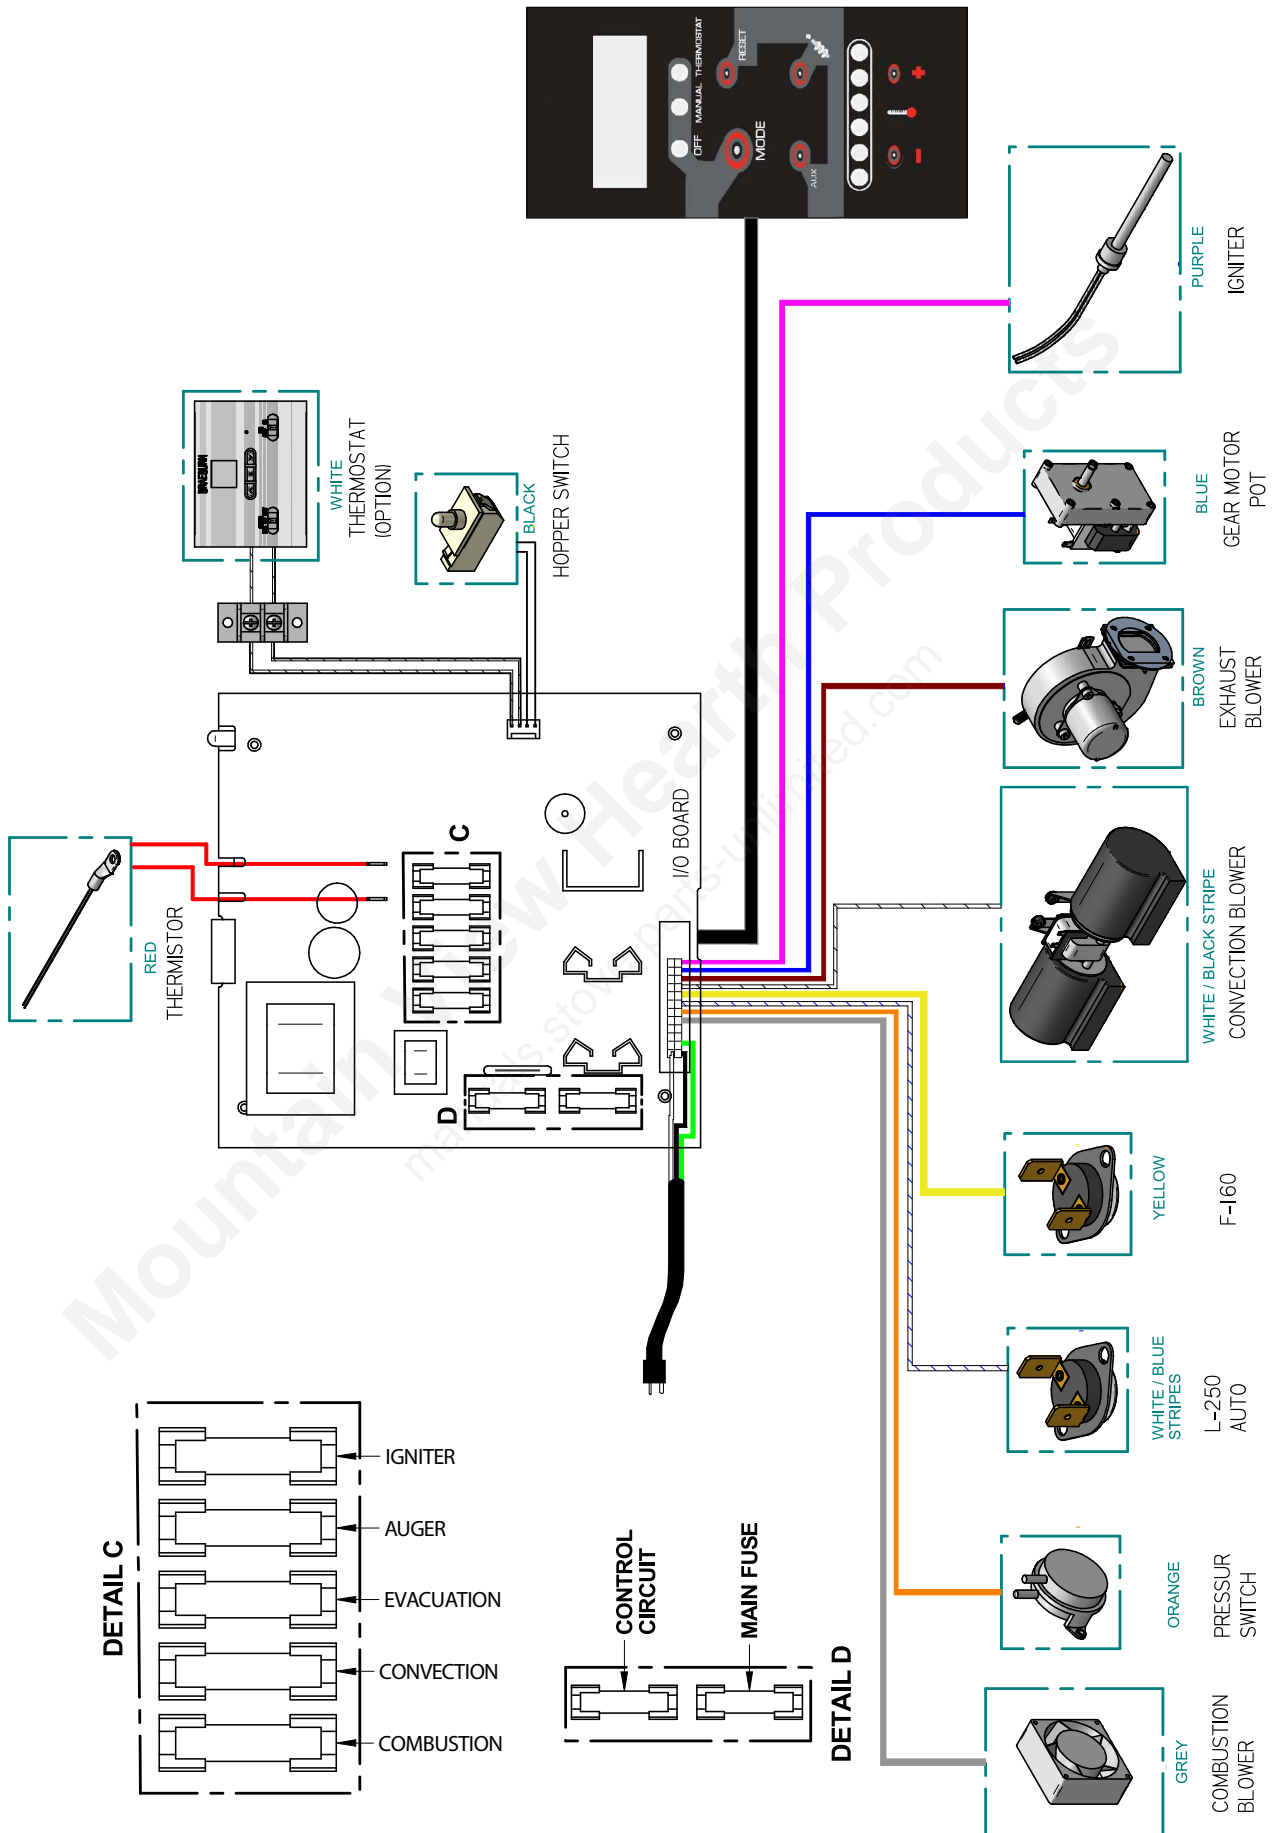 OFF
MANUAL
THERMOSTAT
RESET
MODE
AUX
PURPLE
IGNITER
BRAEBURN
WHITE
THERMOSTAT
(OPTION)
BLACK
HOPPER SWITCH
BLUE
GEAR MOTOR
POT
BROWN
EXHAUST
BLOWER
RED
THERMISTOR
C
D
I/O BOARD
WHITE / BLACK STRIPE
CONVECTION BLOWER
YELLOW
F-160
WHITE / BLUE
STRIPES
L-250
AUTO
ORANGE
PRESSUR
SWITCH
GREY
COMBUSTION
BLOWER
DETAIL C
IGNITER
AUGER
EVACUATION
CONVECTION
COMBUSTION
CONTROL
CIRCUIT
MAIN FUSE
DETAIL D
Mountain View Hearth Products
manuals.stove-parts-unlimited.com